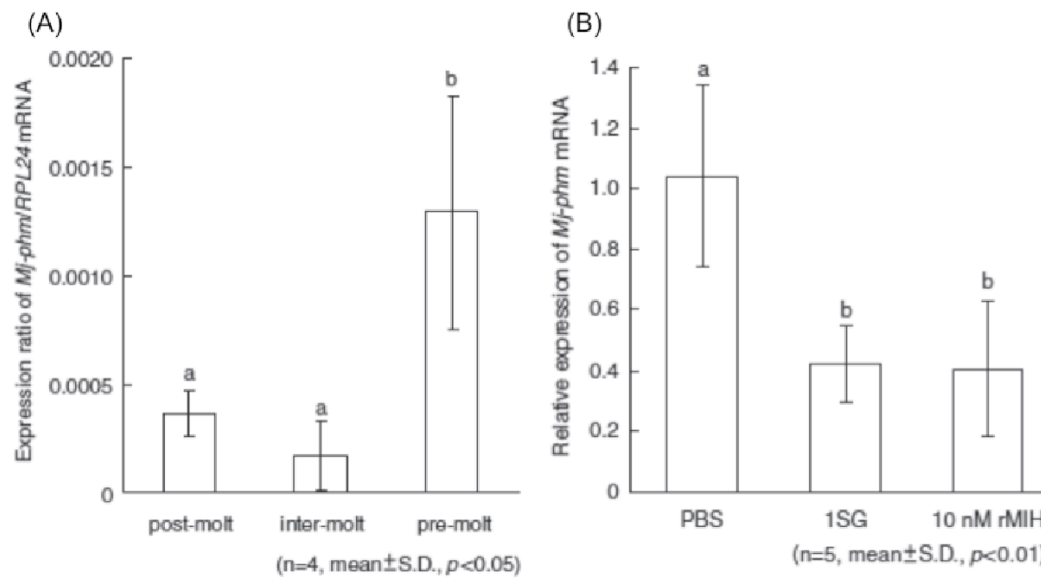 (A)
Expression ratio of Mj-phm/RPL24 mRNA
0.0020
0.0015
0.0010
0.0005
0
a
a
b
post-molt inter-molt pre-molt
(n=4, mean±S.D., p<0.05)
(B)
Relative expression of Mj-phm mRNA
1.4
1.2
1.0
0.8
0.6
0.4
0.2
0
a
b
b
PBS 1SG 10 nM rMIH
(n=5, mean±S.D., p<0.01)